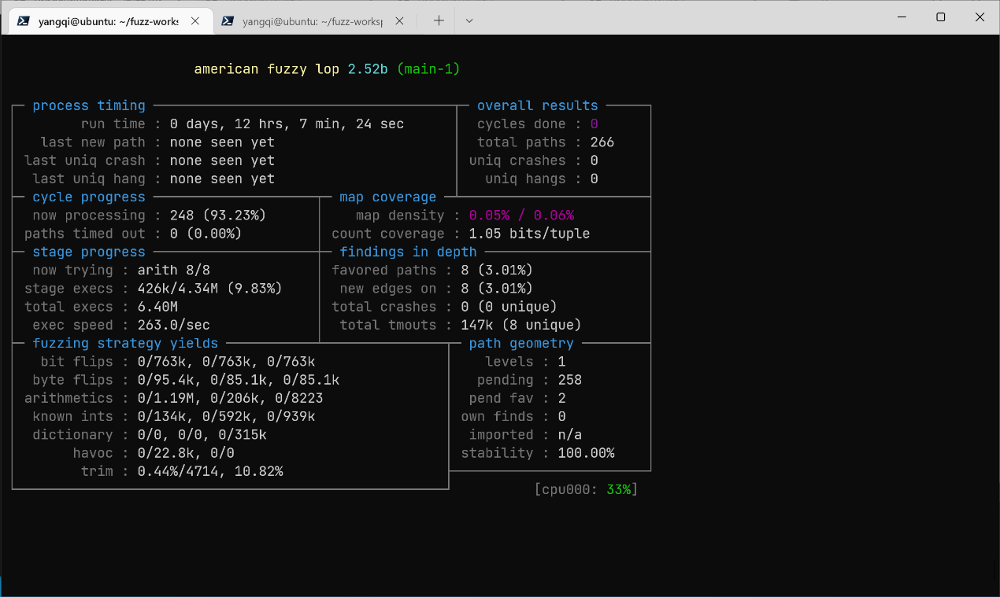 yangqi@ubuntu: ~/fuzz-works
yangqi@ubuntu: ~/fuzz-worksp
american fuzzy lop 2.52b (main-1)
process timing
overall results
run time : 0 days, 12 hrs, 7 min, 24 sec
cycles done : 0
last new path : none seen yet
total paths : 266
last uniq crash : none seen yet
uniq crashes : 0
last uniq hang : none seen yet
uniq hangs : 0
cycle progress
map coverage
now processing : 248 (93.23%)
map density : 0.05% / 0.06%
paths timed out : 0 (0.00%)
count coverage : 1.05 bits/tuple
stage progress
findings in depth
now trying : arith 8/8
favored paths : 8 (3.01%)
stage execs : 426k/4.34M (9.83%)
new edges on : 8 (3.01%)
total execs : 6.40M
total crashes : 0 (0 unique)
exec speed : 263.0/sec
total tmouts : 147k (8 unique)
fuzzing strategy yields
path geometry
bit flips : 0/763k, 0/763k, 0/763k
levels : 1
byte flips : 0/95.4k, 0/85.1k, 0/85.1k
pending : 258
arithmetics : 0/1.19M, 0/206k, 0/8223
pend fav : 2
known ints : 0/134k, 0/592k, 0/939k
own finds : 0
dictionary : 0/0, 0/0, 0/315k
imported : n/a
havoc : 0/22.8k, 0/0
stability : 100.00%
trim : 0.44%/4714, 10.82%
[cpu000: 33%]